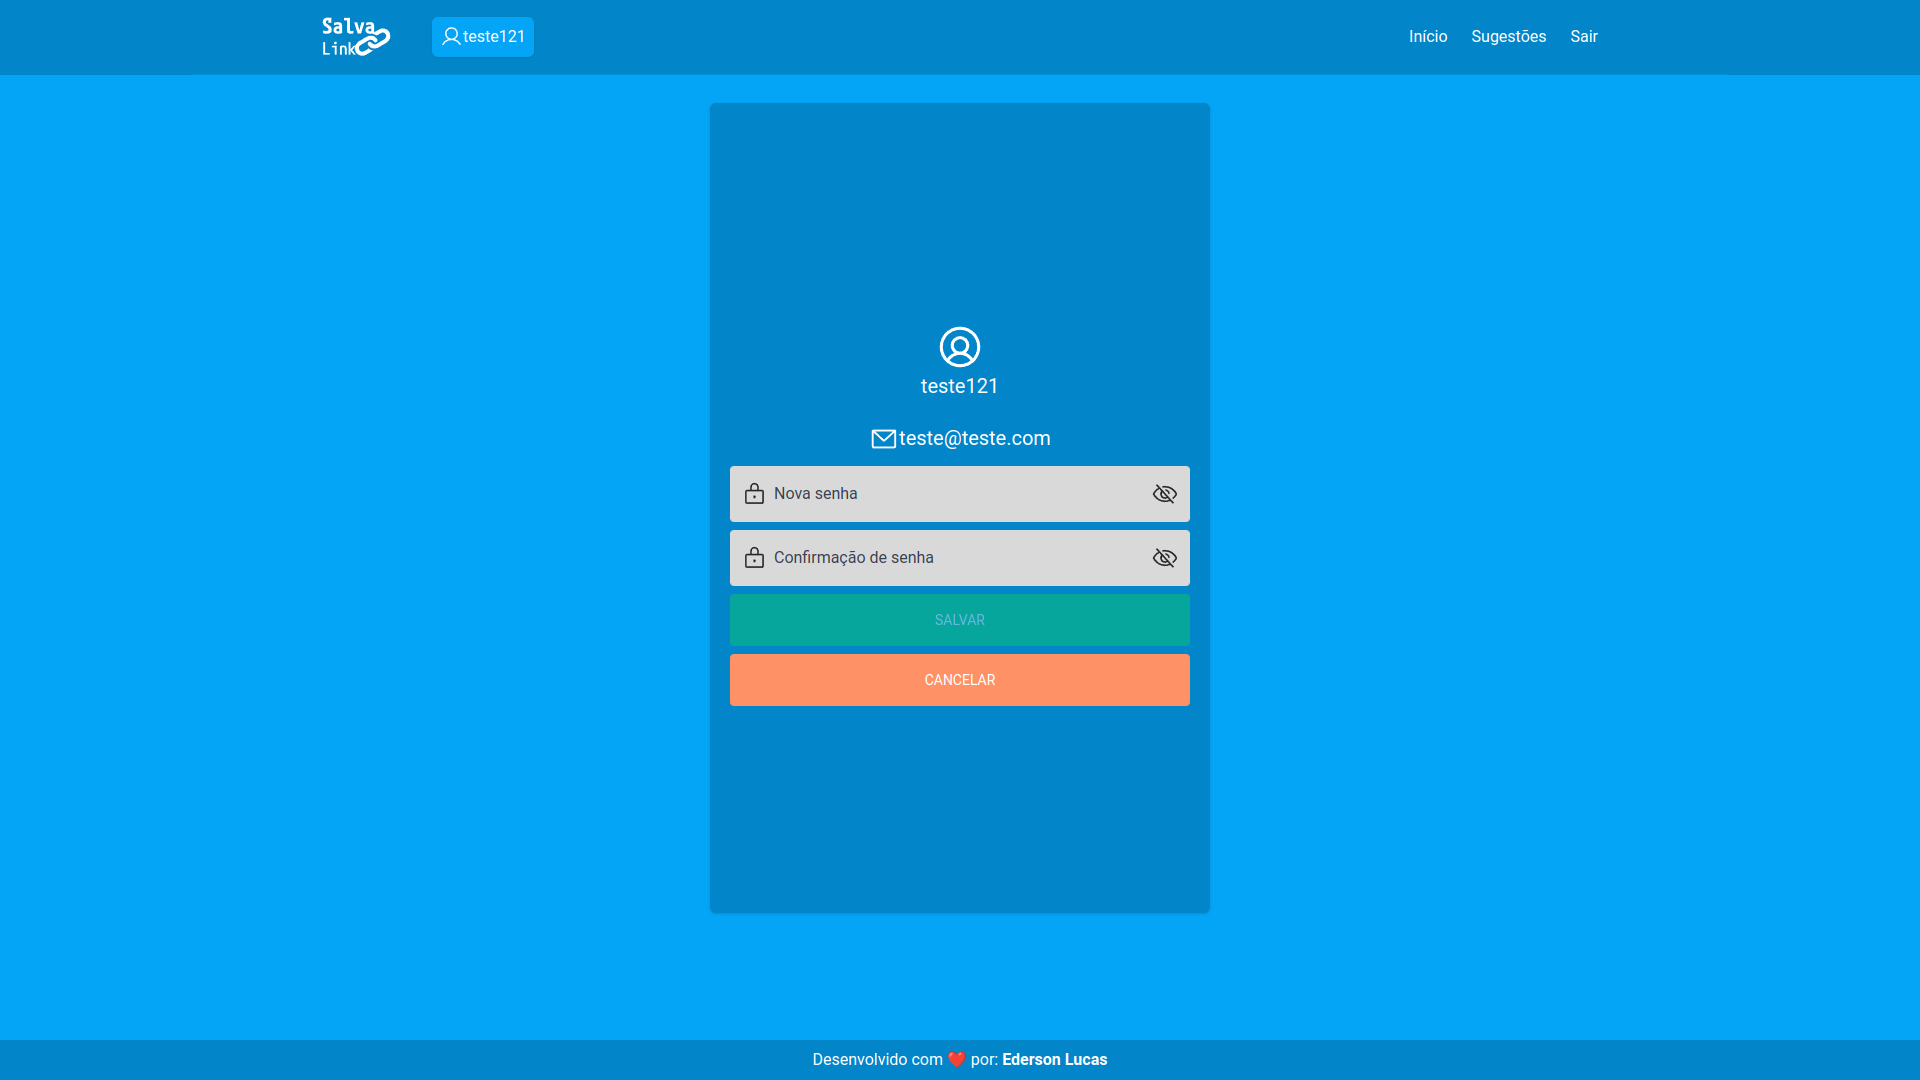 Salva
Link
teste121
Início
Sugestões
Sair
teste121
teste@teste.com
Nova senha
Confirmação de senha
SALVAR
CANCELAR
Desenvolvido com ❤️ por: Ederson Lucas